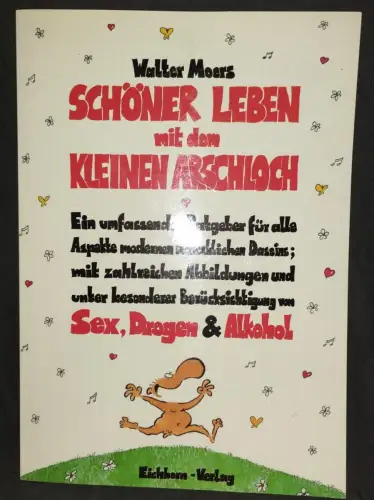 Walter Moers
SCHÖNER LEBEN
mit dem
KLEINEN ARSCHLOCH
Ein umfassender Ratgeber für alle
Aspekte modernen menschlichen Daseins;
mit zahlreichen Abbildungen und
unter besonderer Berücksichtigung von
Sex, Drogen & Alkohol
Eichborn-Verlag